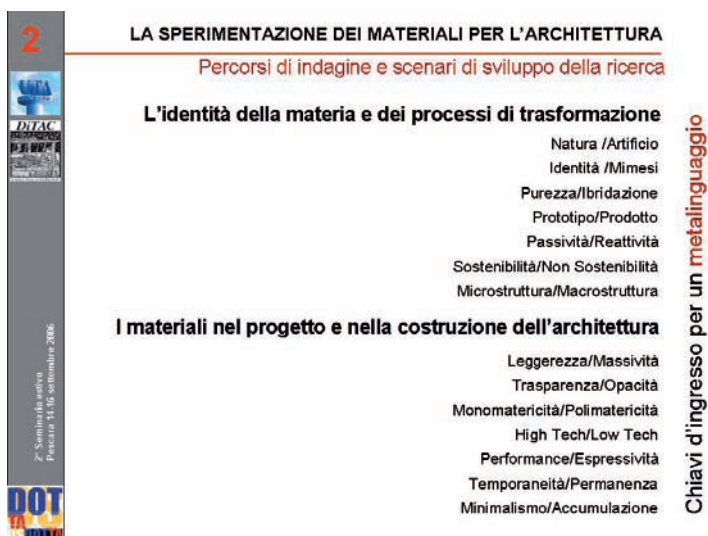 2
LA SPERIMENTAZIONE DEI MATERIALI PER L'ARCHITETTURA
Percorsi di indagine e scenari di sviluppo della ricerca
L'identità della materia e dei processi di trasformazione
Natura /Artificio
Identità /Mimesi
Purezza/Ibridazione
Prototipo/Prodotto
Passività/Reattività
Sostenibilità/Non Sostenibilità
Microstruttura/Macrostruttura
I materiali nel progetto e nella costruzione dell'architettura
Leggerezza/Massività
Trasparenza/Opacità
Monomatericità/Polimatericità
High Tech/Low Tech
Performance/Espressività
Temporaneità/Permanenza
Minimalismo/Accumulazione
Chiavi d'ingresso per un metalinguaggio
DiTAC
2° Seminario estivo
Pescara 14.16 settembre 2006
DOT